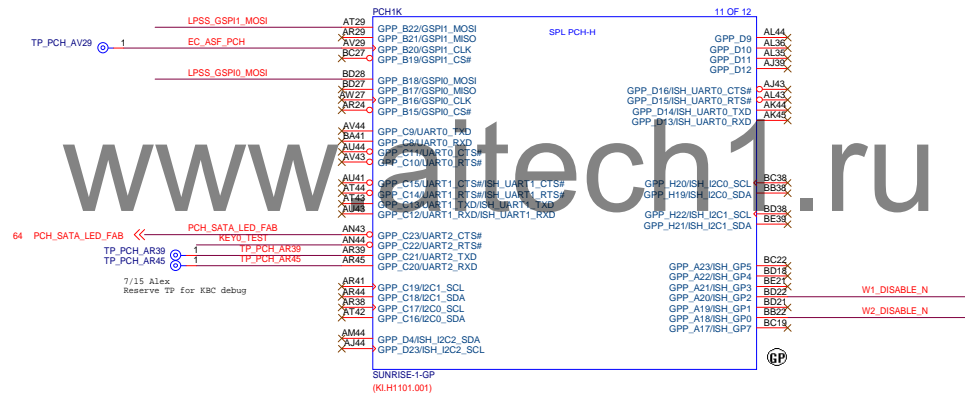 PCH1K
11 OF 12
SPL PCH-H
LPSS_GSPI1_MOSI
AT29
GPP_B22/GSPI1_MOSI
AR29
GPP_B21/GSPI1_MISO
TP_PCH_AV29
1
EC_ASF_PCH
AV29
GPP_B20/GSPI1_CLK
BC27
GPP_B19/GSPI1_CS#
LPSS_GSPI0_MOSI
BD28
GPP_B18/GSPI0_MOSI
BD27
GPP_B17/GSPI0_MISO
AW27
GPP_B16/GSPI0_CLK
AR24
GPP_B15/GSPI0_CS#
AV44
GPP_C9/UART0_TXD
BA41
GPP_C8/UART0_RXD
AU44
GPP_C11/UART0_CTS#
AV43
GPP_C10/UART0_RTS#
AU41
GPP_C15/UART1_CTS#/ISH_UART1_CTS#
AT44
GPP_C14/UART1_RTS#/ISH_UART1_RTS#
AT43
GPP_C13/UART1_TXD/ISH_UART1_TXD
AU43
GPP_C12/UART1_RXD/ISH_UART1_RXD
64 PCH_SATA_LED_FAB
PCH_SATA_LED_FAB
AN43
GPP_C23/UART2_CTS#
KEY0_TEST
AN44
GPP_C22/UART2_RTS#
TP_PCH_AR39
1
TP_PCH_AR39
AR39
GPP_C21/UART2_TXD
TP_PCH_AR45
1
TP_PCH_AR45
AR45
GPP_C20/UART2_RXD
7/15 Alex
Reserve TP for KBC debug
AR41
GPP_C19/I2C1_SCL
AR44
GPP_C18/I2C1_SDA
AR38
GPP_C17/I2C0_SCL
AT42
GPP_C16/I2C0_SDA
AM44
GPP_D4/ISH_I2C2_SDA
AJ44
GPP_D23/ISH_I2C2_SCL
GPP_D9
AL44
GPP_D10
AL36
GPP_D11
AL35
GPP_D12
AJ39
GPP_D16/ISH_UART0_CTS#
AJ43
GPP_D15/ISH_UART0_RTS#
AL43
GPP_D14/ISH_UART0_TXD
AK44
GPP_D13/ISH_UART0_RXD
AK45
GPP_H20/ISH_I2C0_SCL
BC38
GPP_H19/ISH_I2C0_SDA
BB38
GPP_H22/ISH_I2C1_SCL
BD38
GPP_H21/ISH_I2C1_SDA
BE39
GPP_A23/ISH_GP5
BC22
GPP_A22/ISH_GP4
BD18
GPP_A21/ISH_GP3
BE21
GPP_A20/ISH_GP2
BD22
W1_DISABLE_N
GPP_A19/ISH_GP1
BD21
GPP_A18/ISH_GP0
BB22
W2_DISABLE_N
GPP_A17/ISH_GP7
BC19
GP
SUNRISE-1-GP
(KI.H1101.001)
www.aitech1.ru